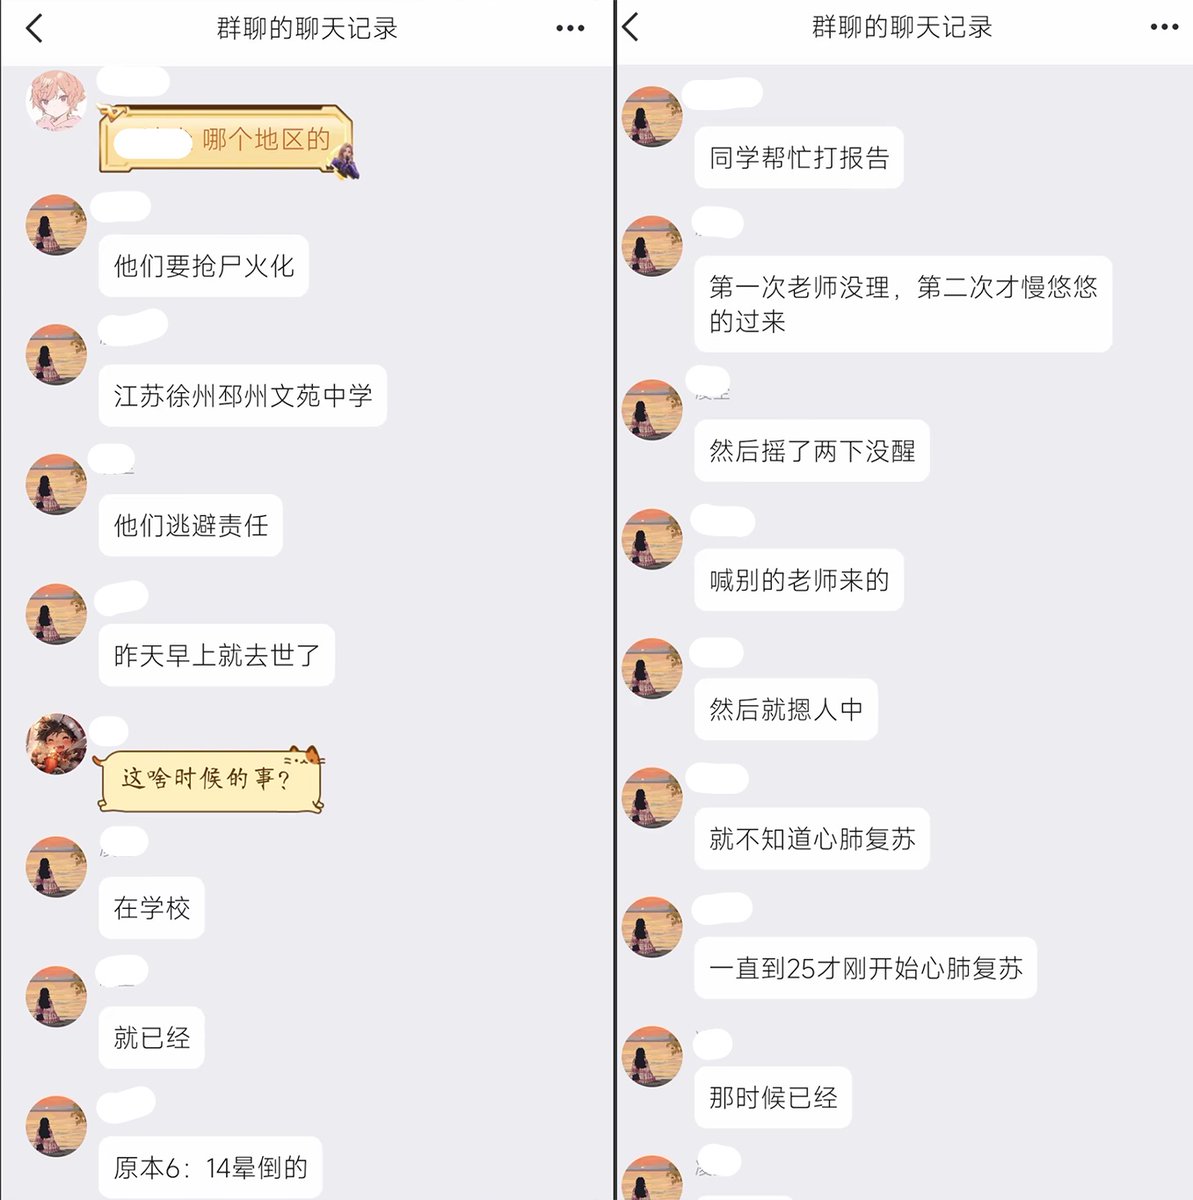 群聊的聊天记录
哪个地区的
他们要抢尸火化
江苏徐州邳州文苑中学
他们逃避责任
昨天早上就去世了
这啥时候的事?
在学校
就已经
原本6：14晕倒的
群聊的聊天记录
同学帮忙打报告
第一次老师没理，第二次才慢悠悠
的过来
然后摇了两下没醒
喊别的老师来的
然后就摁人中
就不知道心肺复苏
一直到25才刚开始心肺复苏
那时候已经